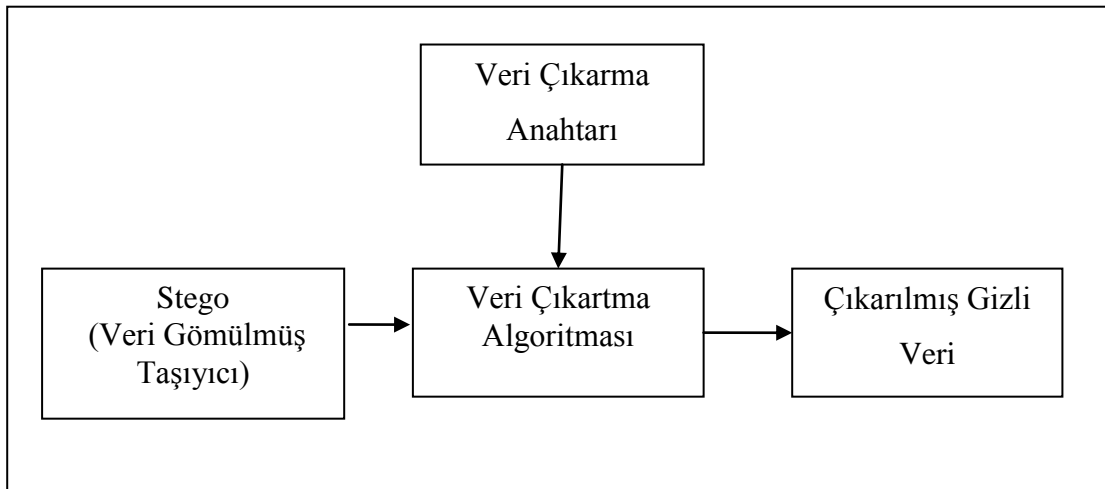 Veri Çıkarma
Anahtarı
Stego
(Veri Gömülmüş
Taşıyıcı)
Veri Çıkartma
Algoritması
Çıkarılmış Gizli
Veri